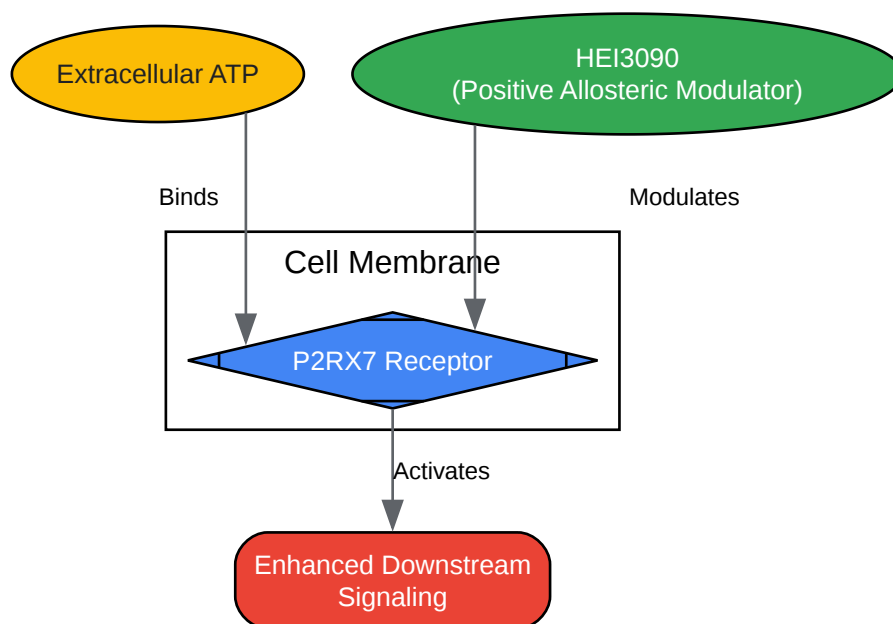 Extracellular ATP
HEI3090
(Positive Allosteric Modulator)
Binds
Modulates
Cell Membrane
P2RX7 Receptor
Activates
Enhanced Downstream
Signaling